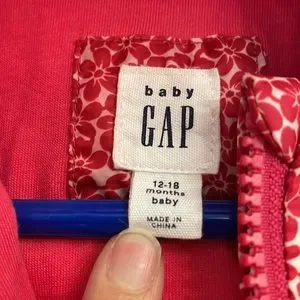 baby
GAP
12-18
months
baby
MADE IN
CHINA